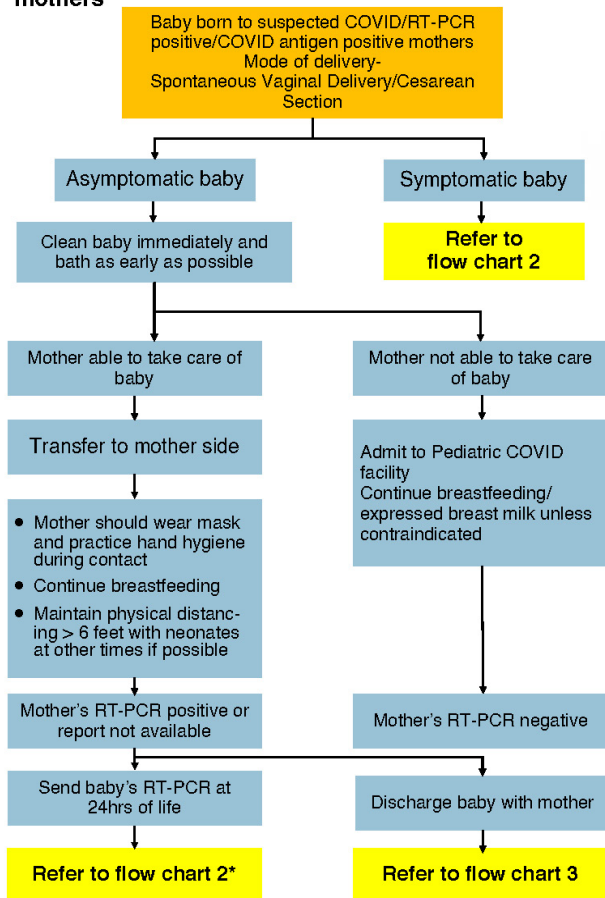 mothers
Baby born to suspected COVID/RT-PCR
positive/COVID antigen positive mothers
Mode of delivery-
Spontaneous Vaginal Delivery/Cesarean
Section
Asymptomatic baby
Symptomatic baby
Clean baby immediately and
bath as early as possible
Refer to
flow chart 2
Mother able to take care of
baby
Mother not able to take care
of baby
Transfer to mother side
Admit to Pediatric COVID
facility
Continue breastfeeding/
expressed breast milk unless
contraindicated
• Mother should wear mask
and practice hand hygiene
during contact
• Continue breastfeeding
• Maintain physical distanc-
ing > 6 feet with neonates
at other times if possible
Mother's RT-PCR positive or
report not available
Mother's RT-PCR negative
Send baby's RT-PCR at
24hrs of life
Discharge baby with mother
Refer to flow chart 2*
Refer to flow chart 3